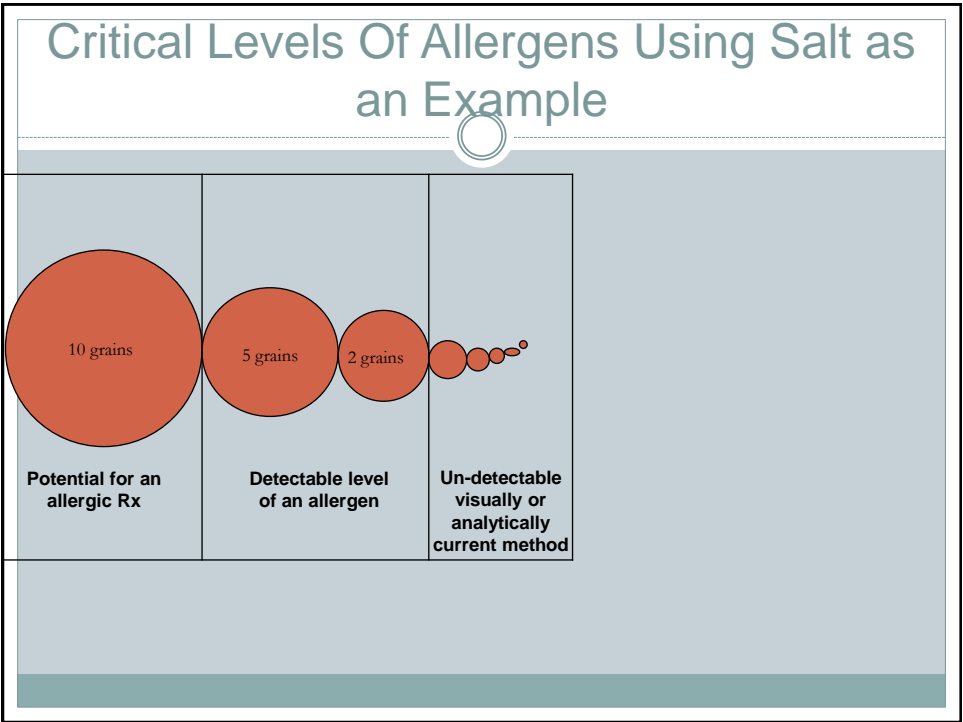 Critical Levels Of Allergens Using Salt as
an Example
10 grains
5 grains
2 grains
Potential for an
allergic Rx
Detectable level
of an allergen
Un-detectable
visually or
analytically
current method